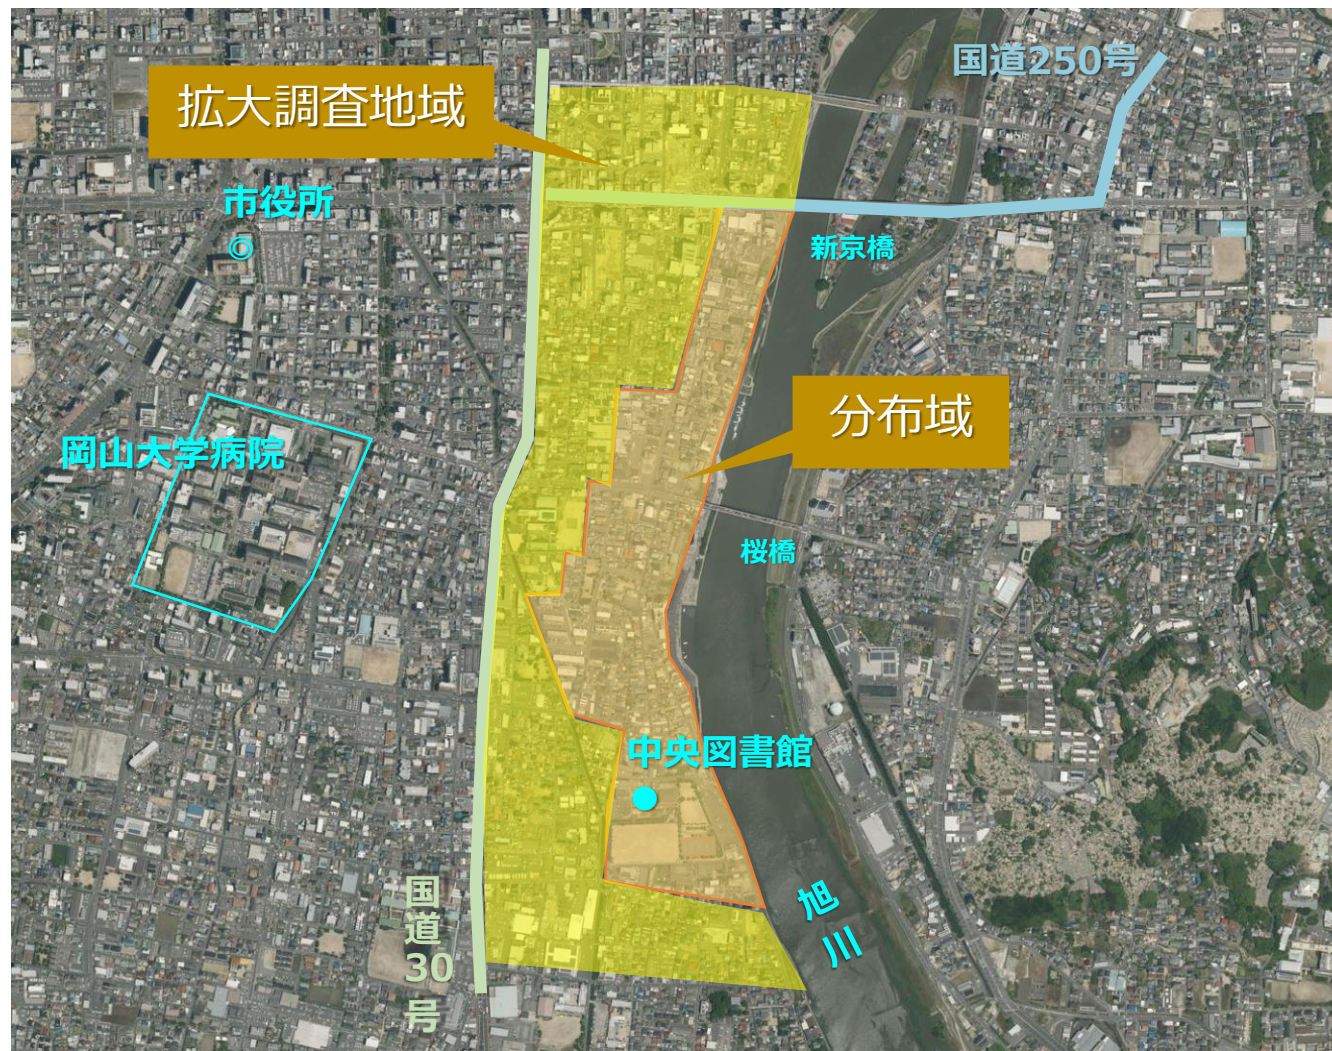 国道250号
拡大調査地域
市役所
◎
新京橋
分布域
岡山大学病院
桜橋
中央図書館
国道30号
旭川